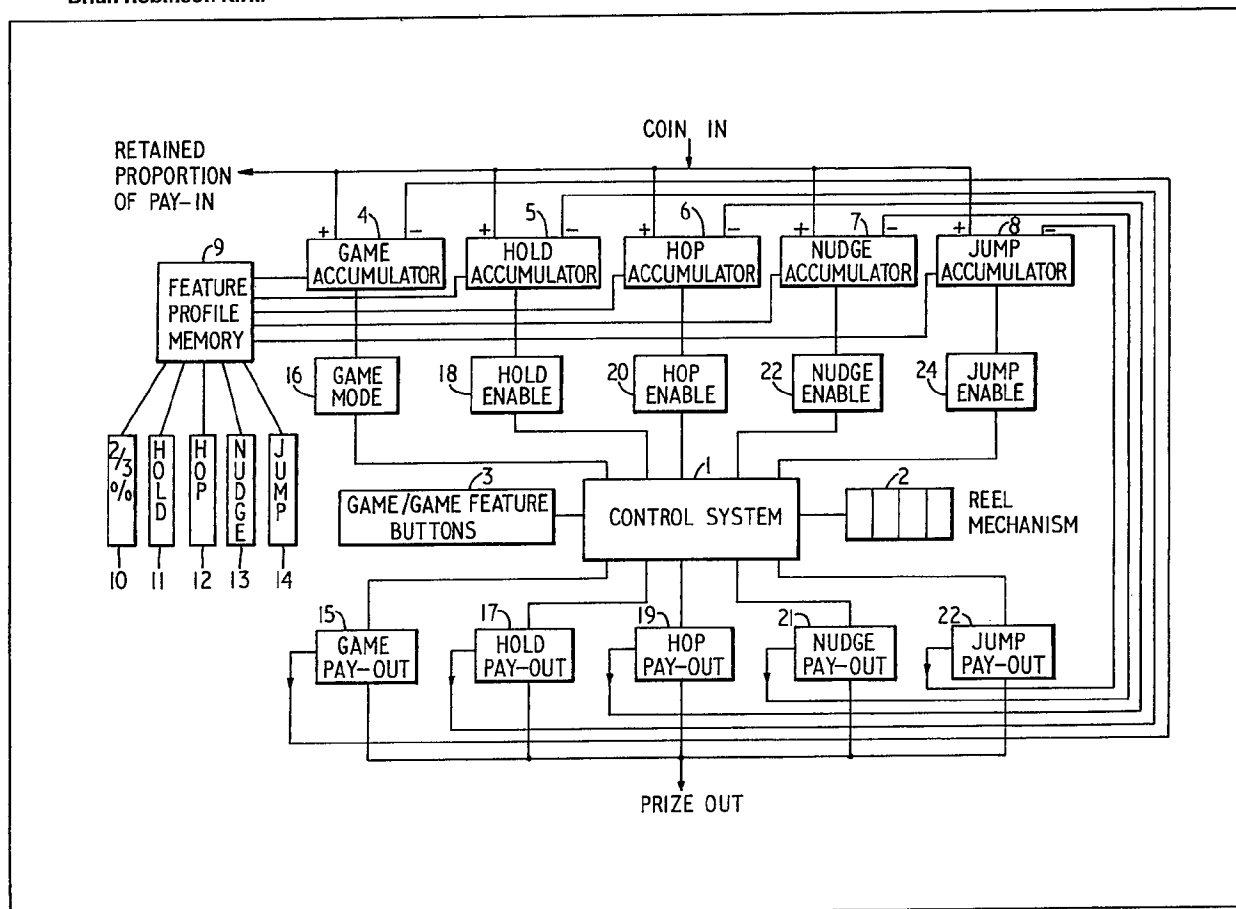 Brian Robinson Kirk
COIN IN
RETAINED
PROPORTION
OF PAY-IN
4
5
6
7
8
+ -
+ -
+ -
+ -
+ -
GAME
ACCUMULATOR
HOLD
ACCUMULATOR
HOP
ACCUMULATOR
NUDGE
ACCUMULATOR
JUMP
ACCUMULATOR
9
FEATURE
PROFILE
MEMORY
16
GAME
MODE
18
HOLD
ENABLE
20
HOP
ENABLE
22
NUDGE
ENABLE
24
JUMP
ENABLE
2/3
%
HOLD
HOP
NUDGE
JUMP
10
11
12
13
14
3
GAME/GAME FEATURE
BUTTONS
1
CONTROL SYSTEM
2
REEL
MECHANISM
15
GAME
PAY-OUT
17
HOLD
PAY-OUT
19
HOP
PAY-OUT
21
NUDGE
PAY-OUT
22
JUMP
PAY-OUT
PRIZE OUT